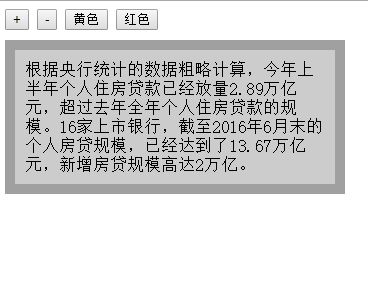 + - 黄色 红色
根据央行统计的数据粗略计算，今年上
半年个人住房贷款已经放量2.89万亿
元，超过去年全年个人住房贷款的规
模。16家上市银行，截至2016年6月末的
个人房贷规模，已经达到了13.67万亿
元，新增房贷规模高达2万亿。